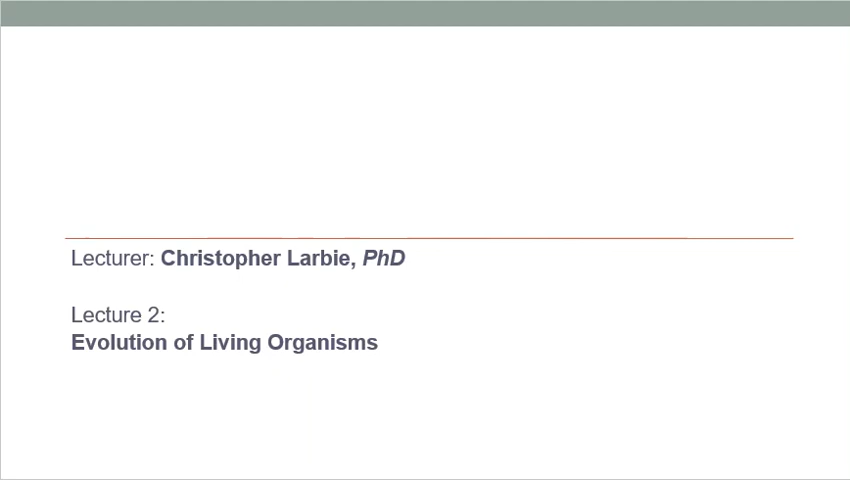 Lecturer: Christopher Larbie, PhD
Lecture 2:
Evolution of Living Organisms